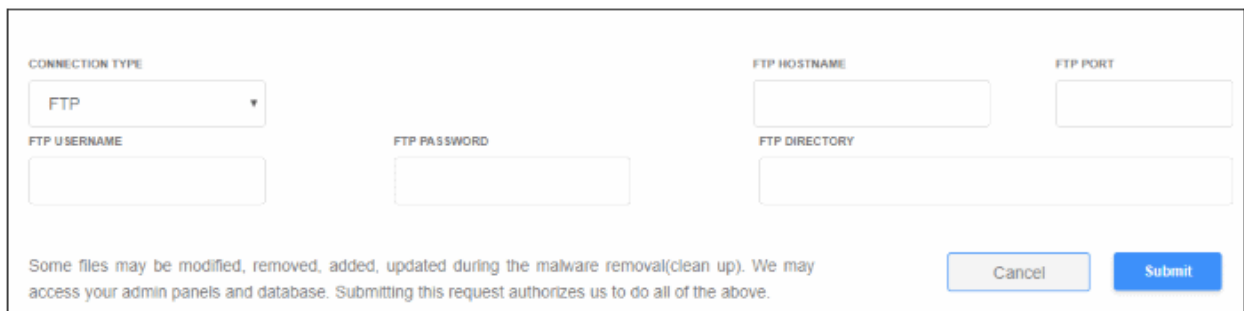 CONNECTION TYPE
FTP HOSTNAME
FTP PORT
FTP
FTP USERNAME
FTP PASSWORD
FTP DIRECTORY
Some files may be modified, removed, added, updated during the malware removal(clean up). We may
access your admin panels and database. Submitting this request authorizes us to do all of the above.
Cancel
Submit